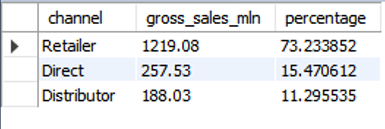 channel gross_sales_mln percentage
Retailer 1219.08 73.233852
Direct 257.53 15.470612
Distributor 188.03 11.295535